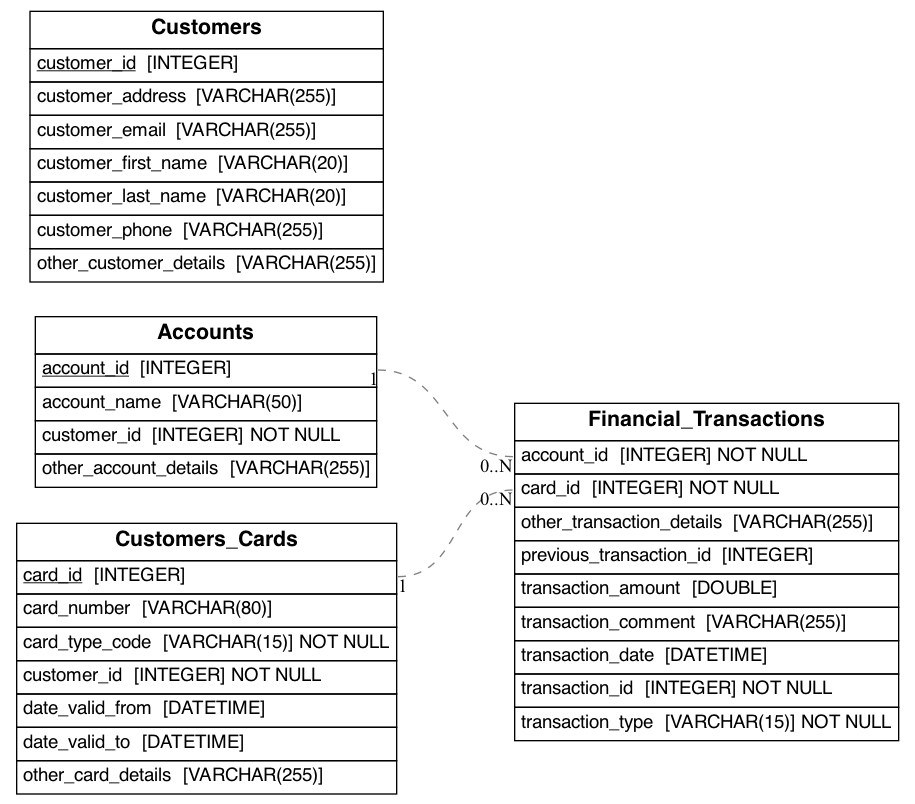 Customers
customer_id [INTEGER]
customer_address [VARCHAR(255)]
customer_email [VARCHAR(255)]
customer_first_name [VARCHAR(20)]
customer_last_name [VARCHAR(20)]
customer_phone [VARCHAR(255)]
other_customer_details [VARCHAR(255)]
Accounts
account_id [INTEGER]
1
account_name [VARCHAR(50)]
customer_id [INTEGER] NOT NULL
other_account_details [VARCHAR(255)]
Financial_Transactions
account_id [INTEGER] NOT NULL
0..N
card_id [INTEGER] NOT NULL
0..N
other_transaction_details [VARCHAR(255)]
previous_transaction_id [INTEGER]
transaction_amount [DOUBLE]
transaction_comment [VARCHAR(255)]
transaction_date [DATETIME]
transaction_id [INTEGER] NOT NULL
transaction_type [VARCHAR(15)] NOT NULL
Customers_Cards
card_id [INTEGER]
1
card_number [VARCHAR(80)]
card_type_code [VARCHAR(15)] NOT NULL
customer_id [INTEGER] NOT NULL
date_valid_from [DATETIME]
date_valid_to [DATETIME]
other_card_details [VARCHAR(255)]